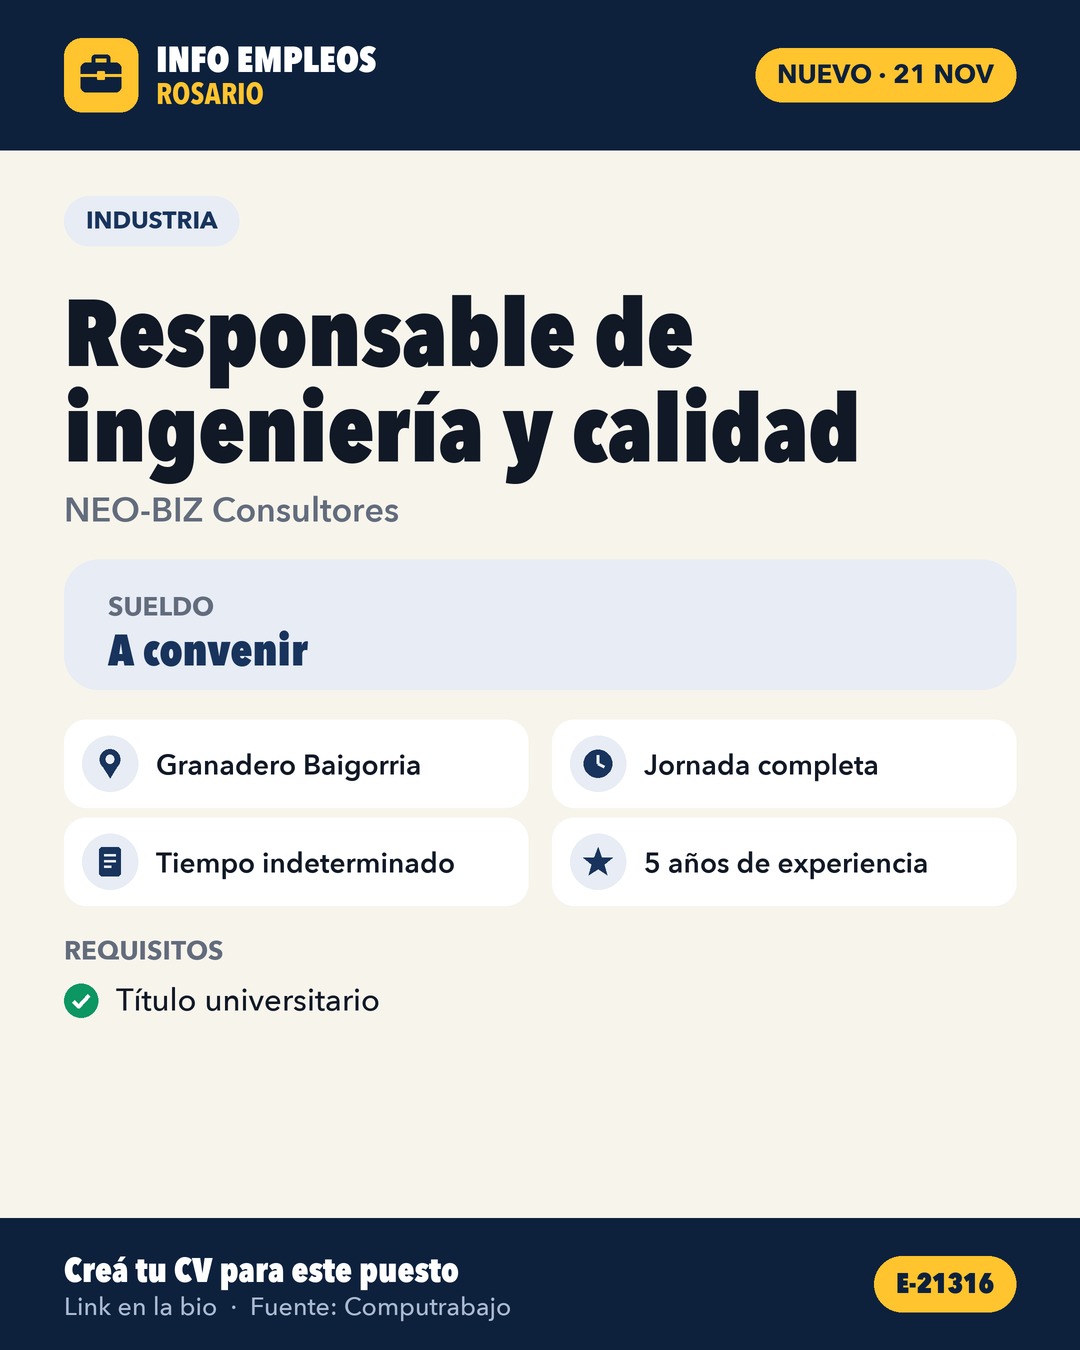 INFO EMPLEOS
ROSARIO
NUEVO · 21 NOV
INDUSTRIA
Responsable de
ingeniería y calidad
NEO-BIZ Consultores
SUELDO
A convenir
Granadero Baigorria
Jornada completa
Tiempo indeterminado
5 años de experiencia
REQUISITOS
Título universitario
Creá tu CV para este puesto
Link en la bio · Fuente: Computrabajo
E-21316